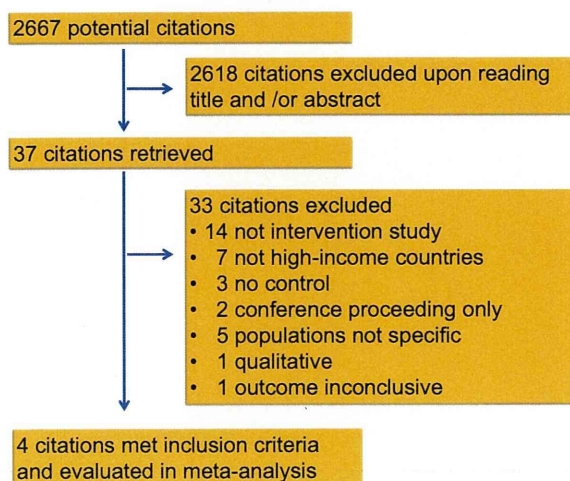 2667 potential citations
2618 citations excluded upon reading
title and /or abstract
37 citations retrieved
33 citations excluded
• 14 not intervention study
• 7 not high-income countries
• 3 no control
• 2 conference proceeding only
• 5 populations not specific
• 1 qualitative
• 1 outcome inconclusive
4 citations met inclusion criteria
and evaluated in meta-analysis